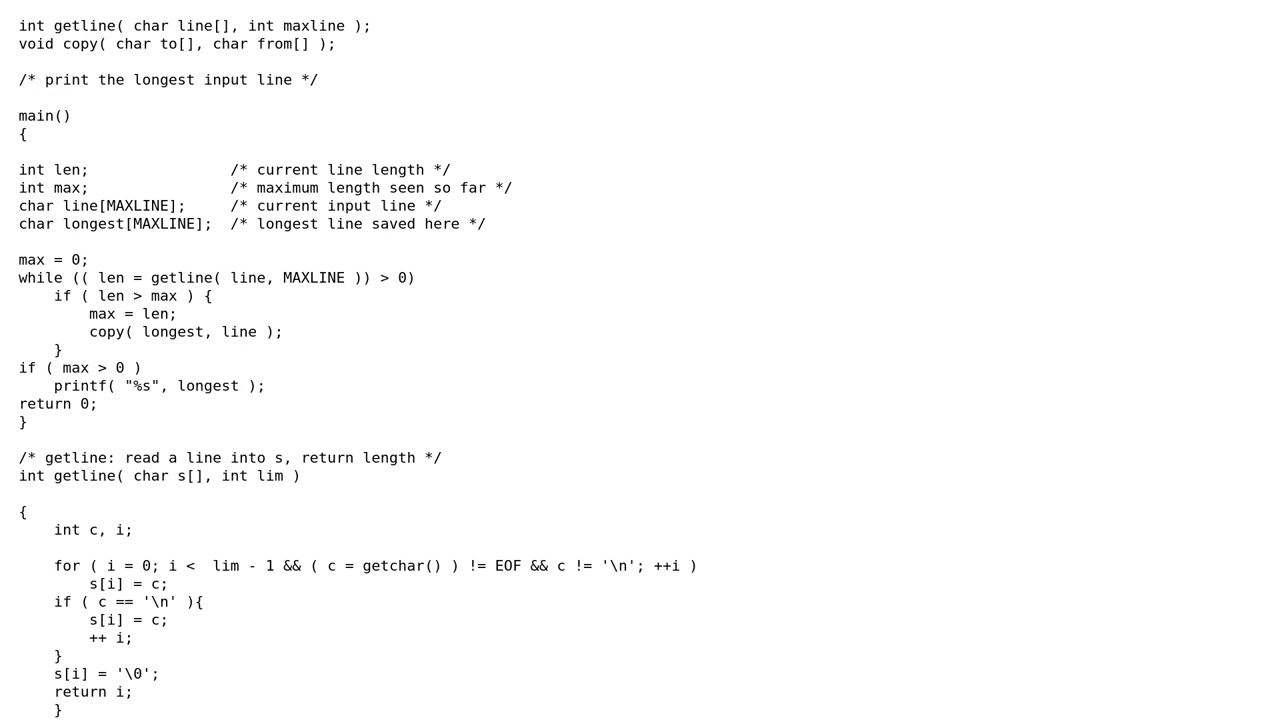 int getline( char line[], int maxline );
void copy( char to[], char from[] );

/* print the longest input line */

main()
{

int len;                /* current line length */
int max;                /* maximum length seen so far */
char line[MAXLINE];     /* current input line */
char longest[MAXLINE];  /* longest line saved here */

max = 0;
while (( len = getline( line, MAXLINE )) > 0)
    if ( len > max ) {
        max = len;
        copy( longest, line );
    }
if ( max > 0 )
    printf( "%s", longest );
return 0;
}

/* getline: read a line into s, return length */
int getline( char s[], int lim )

{
    int c, i;

    for ( i = 0; i <  lim - 1 && ( c = getchar() ) != EOF && c != '\n'; ++i )
        s[i] = c;
    if ( c == '\n' ){
        s[i] = c;
        ++ i;
    }
    s[i] = '\0';
    return i;
    }